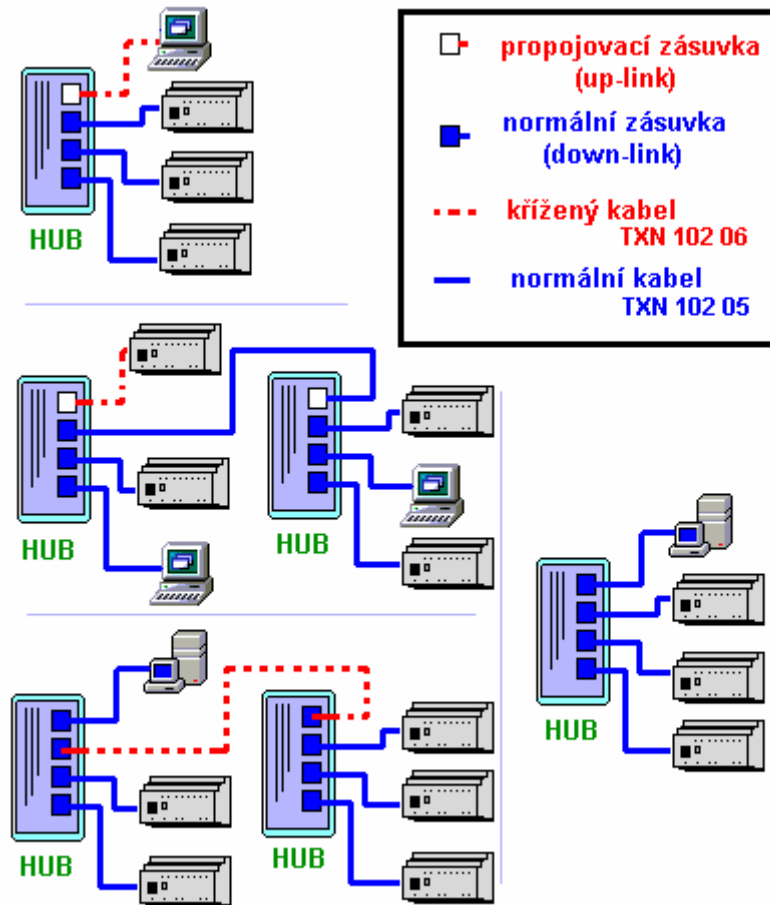 propojovací zásuvka
(up-link)
normální zásuvka
(down-link)
křížený kabel
TXN 102 06
normální kabel
TXN 102 05
HUB
HUB
HUB
HUB
HUB
HUB